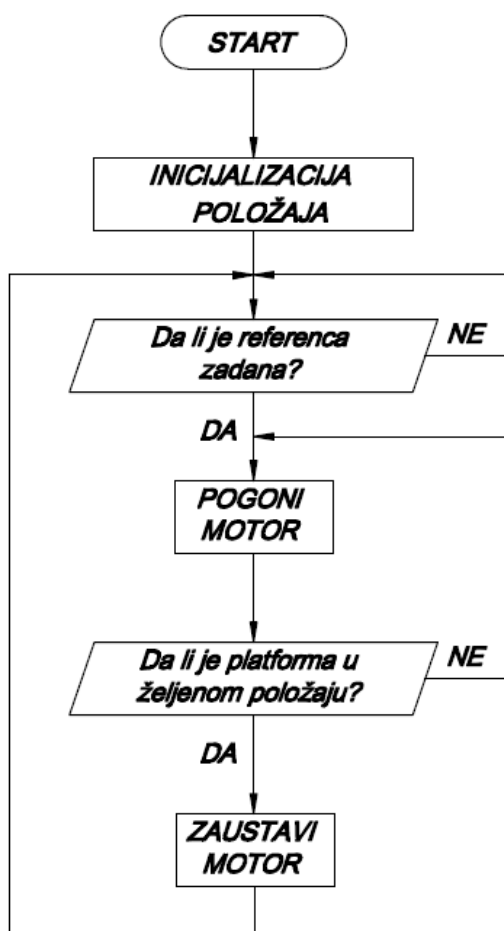 START
INICIJALIZACIJA
POLOŽAJA
Da li je referenca
zadana?
NE
DA
POGONI
MOTOR
Da li je platforma u
željenom položaju?
NE
DA
ZAUSTAVI
MOTOR